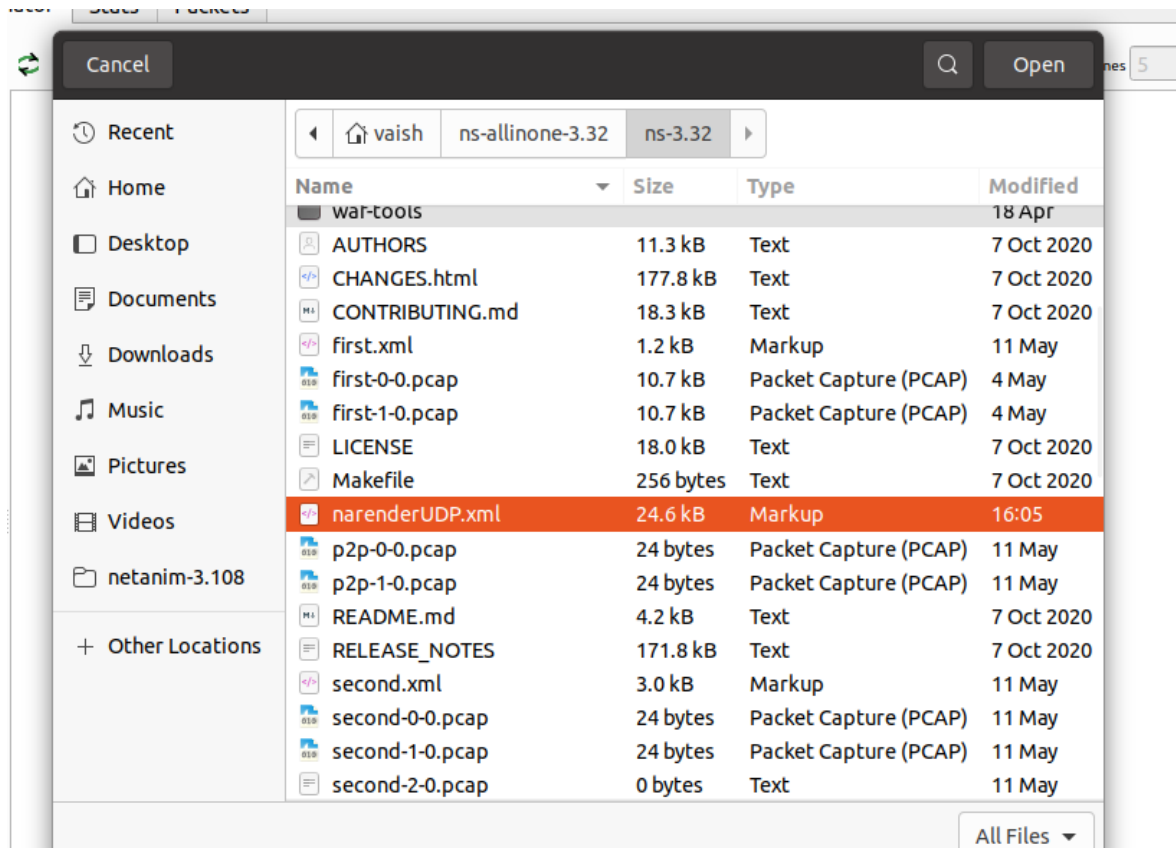 Stats Packets
Cancel Open
nes 5
Recent
Home
Desktop
Documents
Downloads
Music
Pictures
Videos
netanim-3.108
+ Other Locations
vaish ns-allinone-3.32 ns-3.32
Name Size Type Modified
waf-tools 18 Apr
AUTHORS 11.3 kB Text 7 Oct 2020
CHANGES.html 177.8 kB Text 7 Oct 2020
CONTRIBUTING.md 18.3 kB Text 7 Oct 2020
first.xml 1.2 kB Markup 11 May
first-0-0.pcap 10.7 kB Packet Capture (PCAP) 4 May
first-1-0.pcap 10.7 kB Packet Capture (PCAP) 4 May
LICENSE 18.0 kB Text 7 Oct 2020
Makefile 256 bytes Text 7 Oct 2020
narenderUDP.xml 24.6 kB Markup 16:05
p2p-0-0.pcap 24 bytes Packet Capture (PCAP) 11 May
p2p-1-0.pcap 24 bytes Packet Capture (PCAP) 11 May
README.md 4.2 kB Text 7 Oct 2020
RELEASE_NOTES 171.8 kB Text 7 Oct 2020
second.xml 3.0 kB Markup 11 May
second-0-0.pcap 24 bytes Packet Capture (PCAP) 11 May
second-1-0.pcap 24 bytes Packet Capture (PCAP) 11 May
second-2-0.pcap 0 bytes Text 11 May
All Files